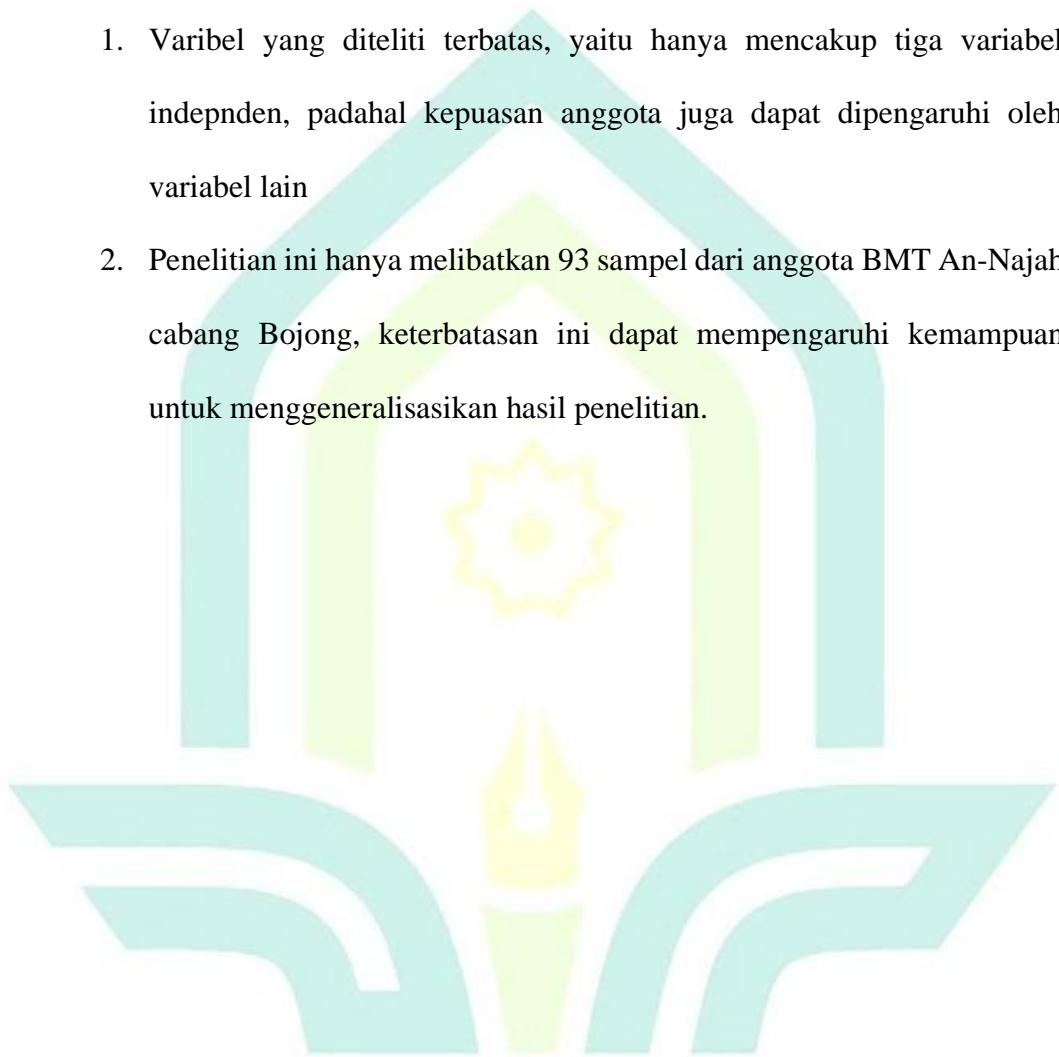 1. Varibel yang diteliti terbatas, yaitu hanya mencakup tiga variabel
indepnden, padahal kepuasan anggota juga dapat dipengaruhi oleh
variabel lain
2. Penelitian ini hanya melibatkan 93 sampel dari anggota BMT An-Najah
cabang Bojong, keterbatasan ini dapat mempengaruhi kemampuan
untuk menggeneralisasikan hasil penelitian.